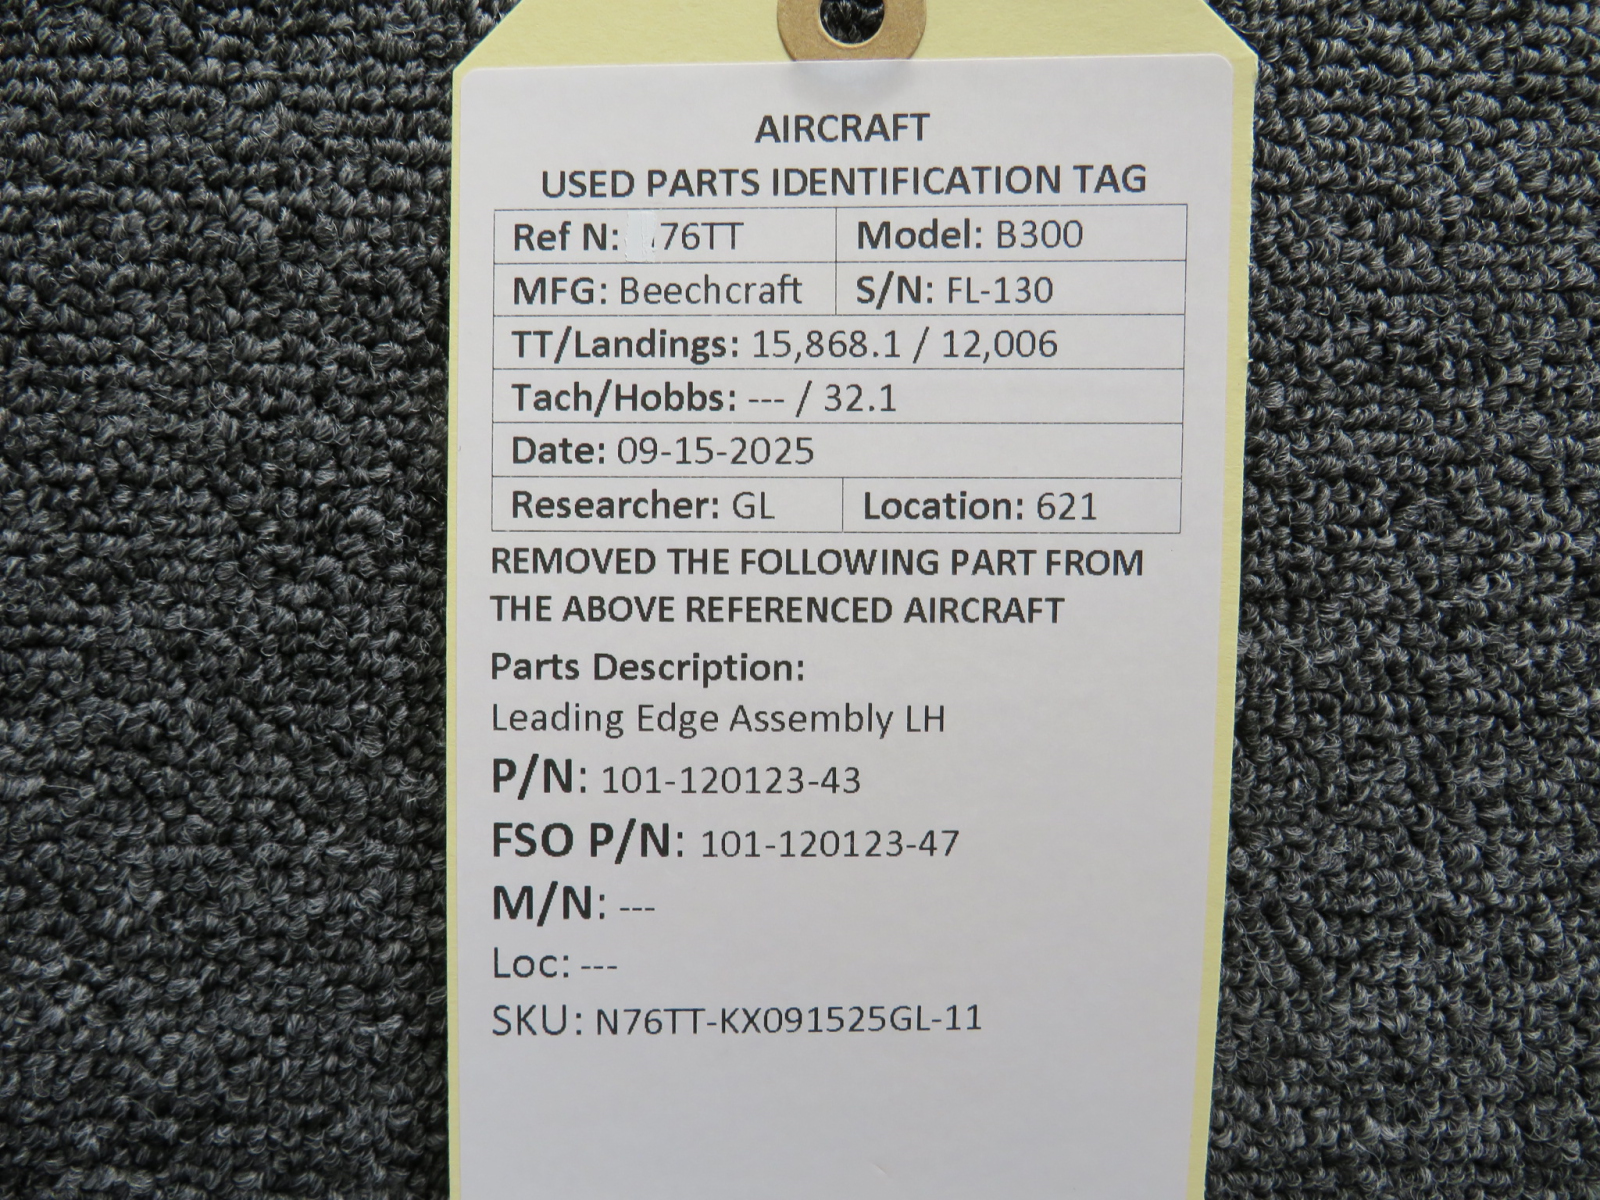 AIRCRAFT
USED PARTS IDENTIFICATION TAG
Ref N: 76TT Model: B300
MFG: Beechcraft S/N: FL-130
TT/Landings: 15,868.1 / 12,006
Tach/Hobbs: --- / 32.1
Date: 09-15-2025
Researcher: GL Location: 621
REMOVED THE FOLLOWING PART FROM
THE ABOVE REFERENCED AIRCRAFT
Parts Description:
Leading Edge Assembly LH
P/N: 101-120123-43
FSO P/N: 101-120123-47
M/N: ---
Loc: ---
SKU: N76TT-KX091525GL-11